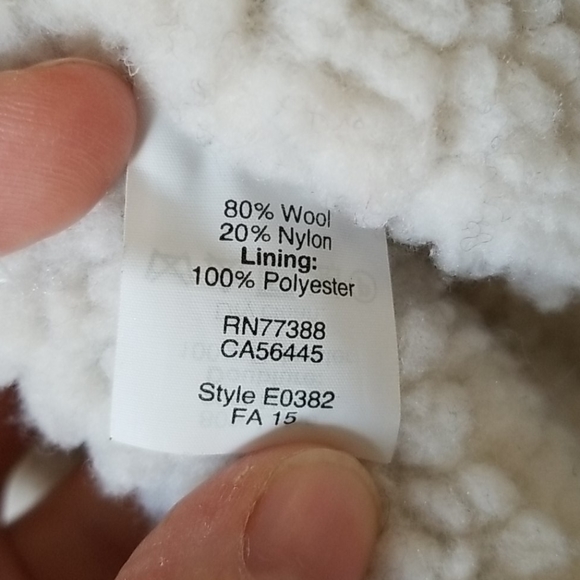 80% Wool
20% Nylon
Lining:
100% Polyester
RN77388
CA56445
Style E0382
FA 15